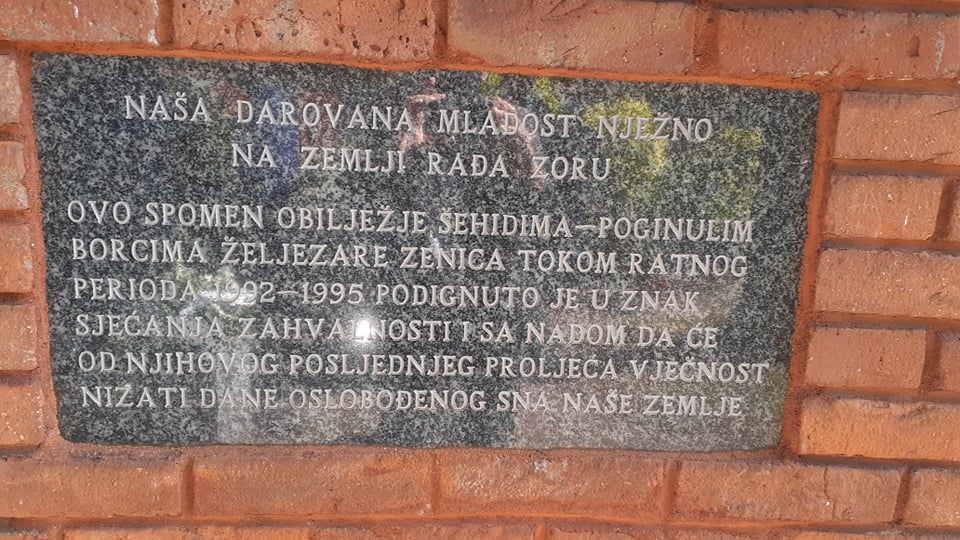 NAŠA DAROVANA MLADOST NJEŽNO
NA ZEMLJI RAĐA ZORU
OVO SPOMEN OBILJEŽJE ŠEHIDIMA–POGINULIM
BORCIMA ŽELJEZARE ZENICA TOKOM RATNOG
PERIODA 1992–1995 PODIGNUTO JE U ZNAK
SJEĆANJA ZAHVALNOSTI I SA NADOM DA ĆE
OD NJIHOVOG POSLJEDNJEG PROLJEĆA VJEČNOST
NIZATI DANE OSLOBOĐENOG SNA NAŠE ZEMLJE